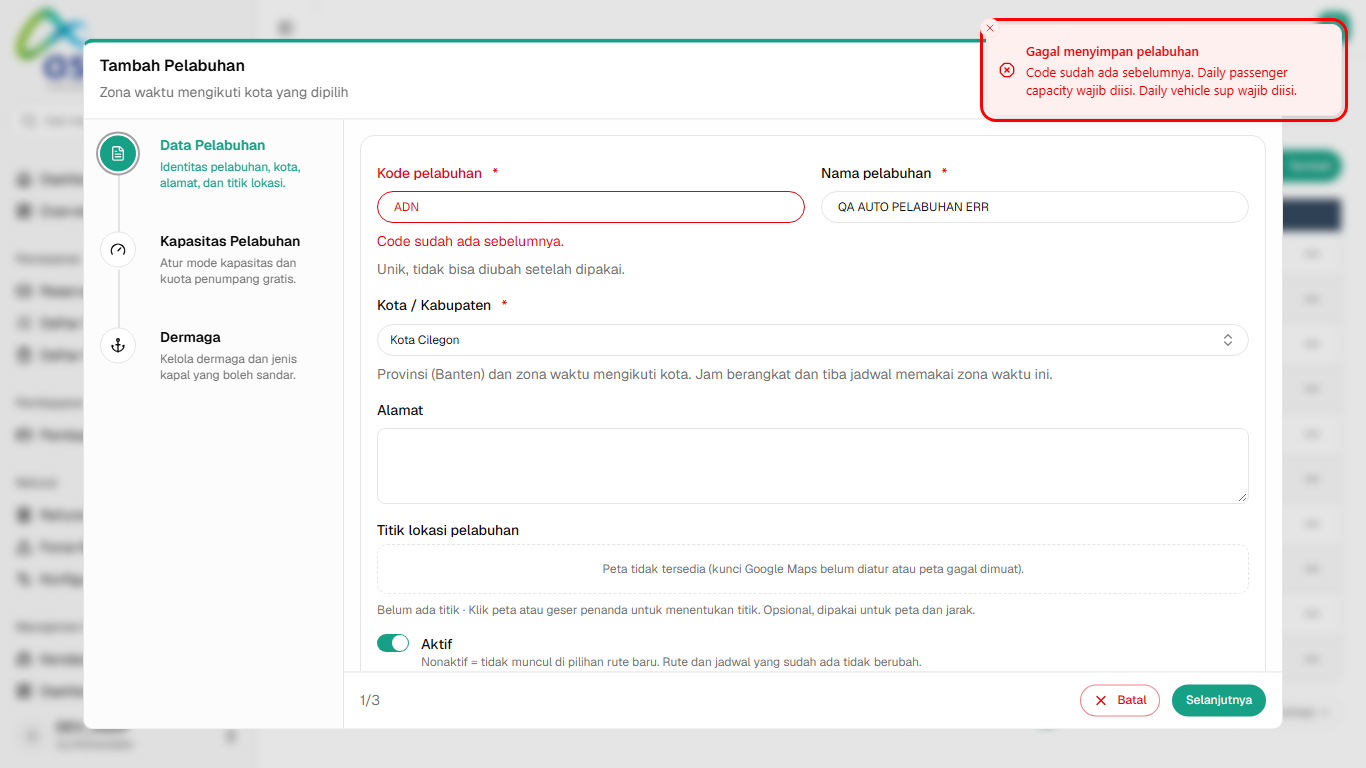 Tambah Pelabuhan
Zona waktu mengikuti kota yang dipilih
Gagal menyimpan pelabuhan
Code sudah ada sebelumnya. Daily passenger
capacity wajib diisi. Daily vehicle sup wajib diisi.
Data Pelabuhan
Identitas pelabuhan, kota,
alamat, dan titik lokasi.
Kapasitas Pelabuhan
Atur mode kapasitas dan
kuota penumpang gratis.
Dermaga
Kelola dermaga dan jenis
kapal yang boleh sandar.
Kode pelabuhan *
ADN
Code sudah ada sebelumnya.
Unik, tidak bisa diubah setelah dipakai.
Nama pelabuhan *
QA AUTO PELABUHAN ERR
Kota / Kabupaten *
Kota Cilegon
Provinsi (Banten) dan zona waktu mengikuti kota. Jam berangkat dan tiba jadwal memakai zona waktu ini.
Alamat
Titik lokasi pelabuhan
Peta tidak tersedia (kunci Google Maps belum diatur atau peta gagal dimuat).
Belum ada titik · Klik peta atau geser penanda untuk menentukan titik. Opsional, dipakai untuk peta dan jarak.
Aktif
Nonaktif = tidak muncul di pilihan rute baru. Rute dan jadwal yang sudah ada tidak berubah.
1/3
Batal
Selanjutnya